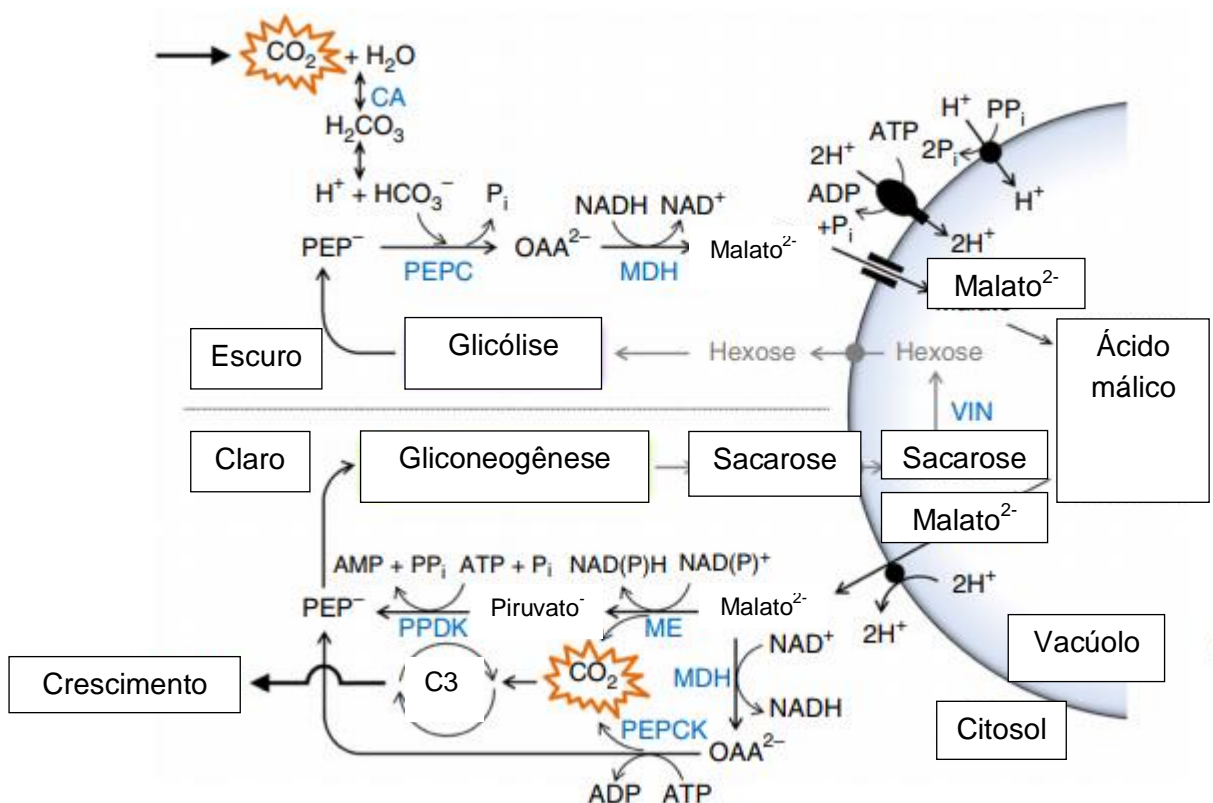 CO₂ + H₂O
CA
H₂CO₃
H⁺ + HCO₃⁻
Pᵢ
NADH NAD⁺
PEP⁻
PEPC
OAA²⁻
MDH
Malato²⁻
H⁺
PPᵢ
2Pᵢ
H⁺
ATP
2H⁺
ADP
+Pᵢ
2H⁺
Malato²⁻
Ácido
málico
Escuro
Glicólise
Hexose
Hexose
VIN
Claro
Gliconeogênese
Sacarose
Sacarose
Malato²⁻
AMP + PPᵢ ATP + Pᵢ NAD(P)H NAD(P)⁺
PEP⁻
PPDK
Piruvato⁻
ME
Malato²⁻
2H⁺
2H⁺
Vacúolo
Citosol
Crescimento
C3
CO₂
MDH
NAD⁺
NADH
PEPCK
OAA²⁻
ADP ATP